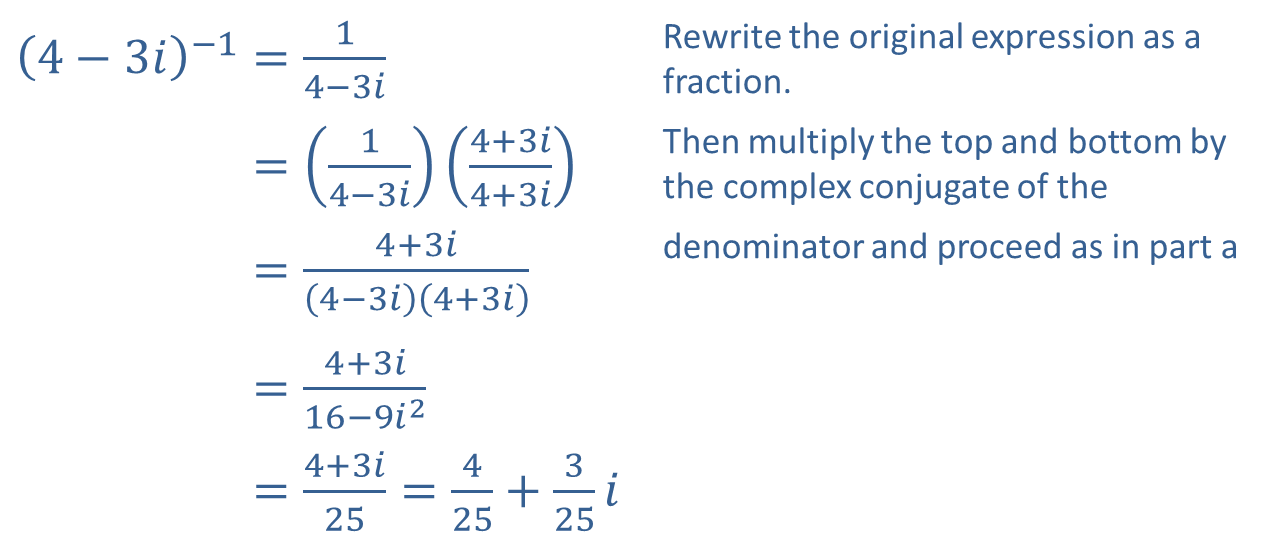 (4 − 3i)⁻¹ = 1/(4−3i) Rewrite the original expression as a
fraction.
= (1/(4−3i)) ((4+3i)/(4+3i)) Then multiply the top and bottom by
the complex conjugate of the
= (4+3i)/((4−3i)(4+3i)) denominator and proceed as in part a
= (4+3i)/(16−9i²)
= (4+3i)/25 = 4/25 + 3/25 i